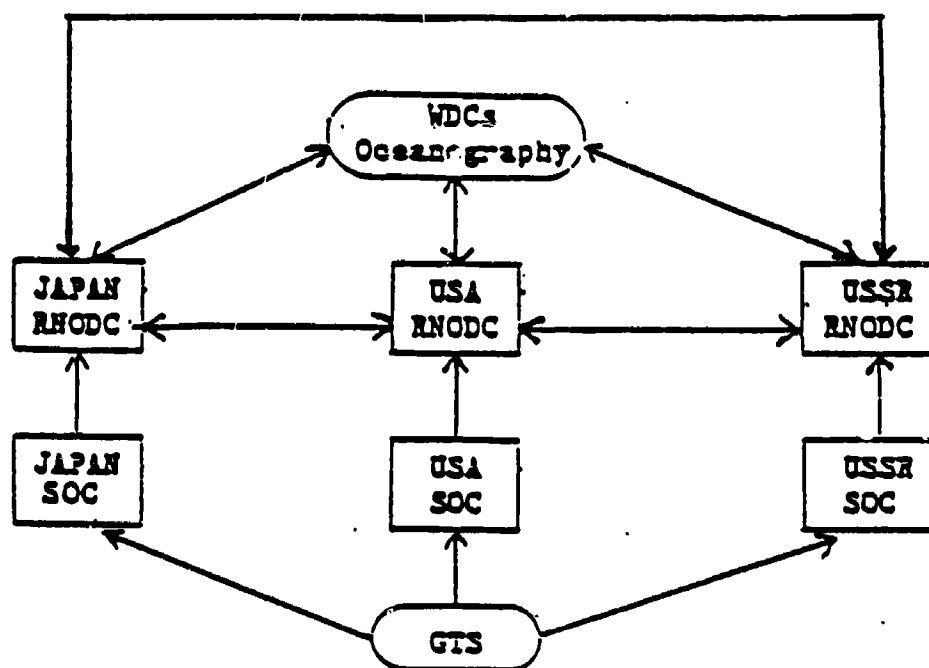 WDCs
Oceanography
JAPAN
RNODC
USA
RNODC
USSR
RNODC
JAPAN
SOC
USA
SOC
USSR
SOC
GTS